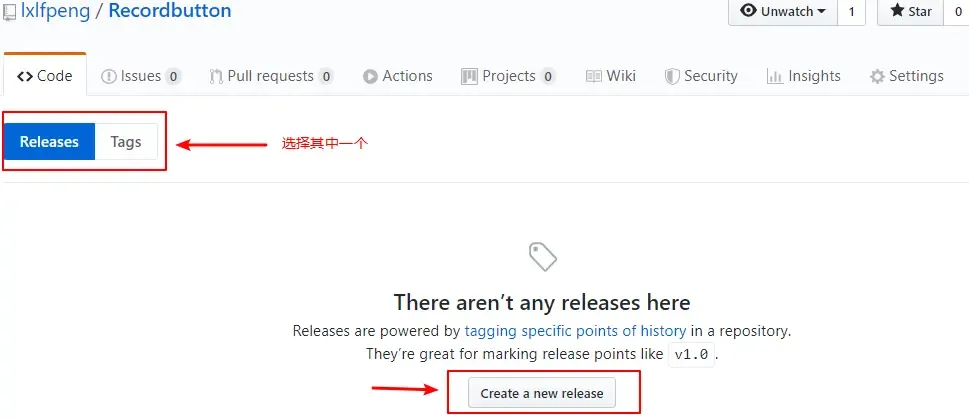 lxlfpeng / Recordbutton
Unwatch 1 Star 0
Code Issues 0 Pull requests 0 Actions Projects 0 Wiki Security Insights Settings
Releases Tags 选择其中一个
There aren’t any releases here
Releases are powered by tagging specific points of history in a repository.
They’re great for marking release points like v1.0.
Create a new release